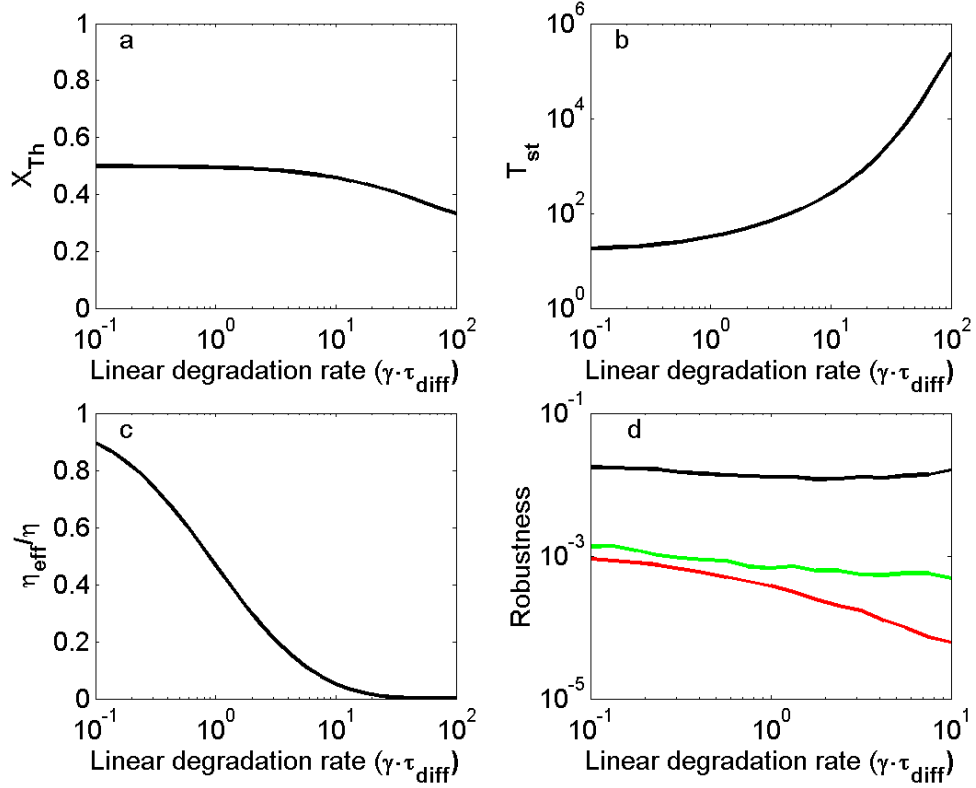 a
1
0.8
0.6
0.4
0.2
0
X_Th
10^-1 10^0 10^1 10^2
Linear degradation rate (γ·τ_diff)
b
10^6
10^4
10^2
10^0
T_st
10^-1 10^0 10^1 10^2
Linear degradation rate (γ·τ_diff)
c
1
0.8
0.6
0.4
0.2
0
η_eff/η
10^-1 10^0 10^1 10^2
Linear degradation rate (γ·τ_diff)
d
10^-1
10^-3
10^-5
Robustness
10^-1 10^0 10^1
Linear degradation rate (γ·τ_diff)